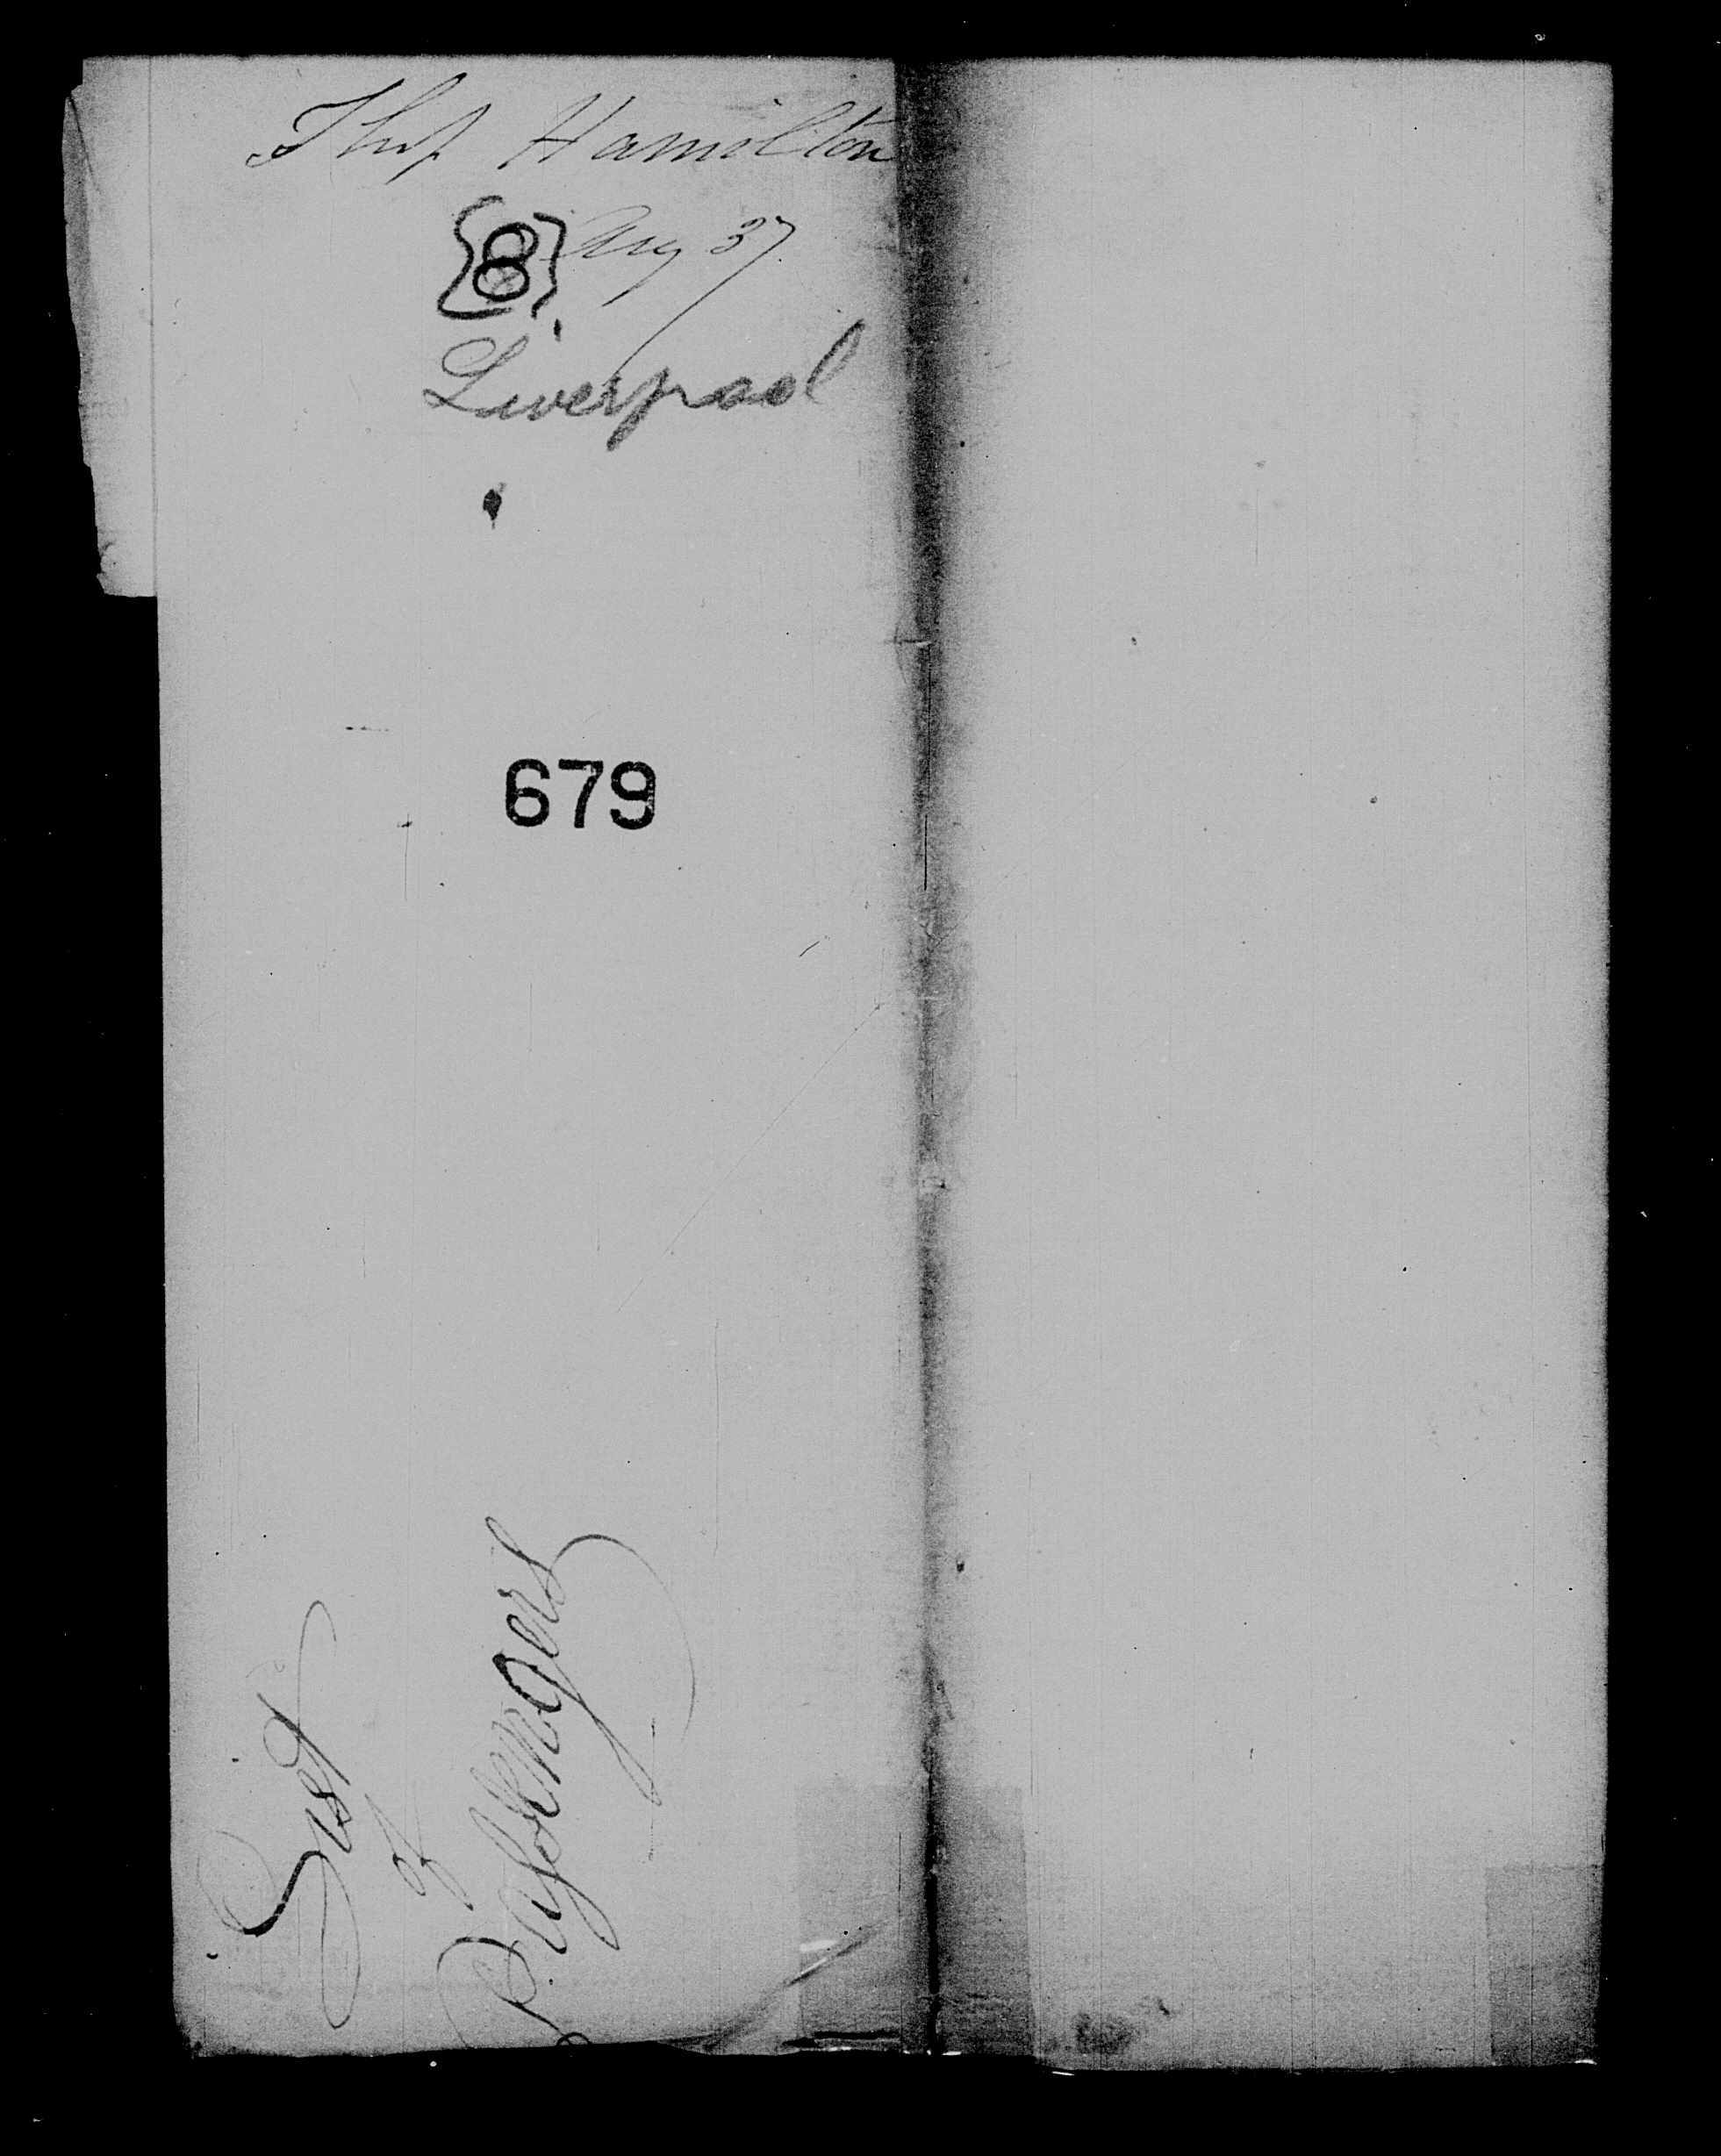 Ship Hamilton
{8} Aug 37
Liverpool
679
List
of
Passengers